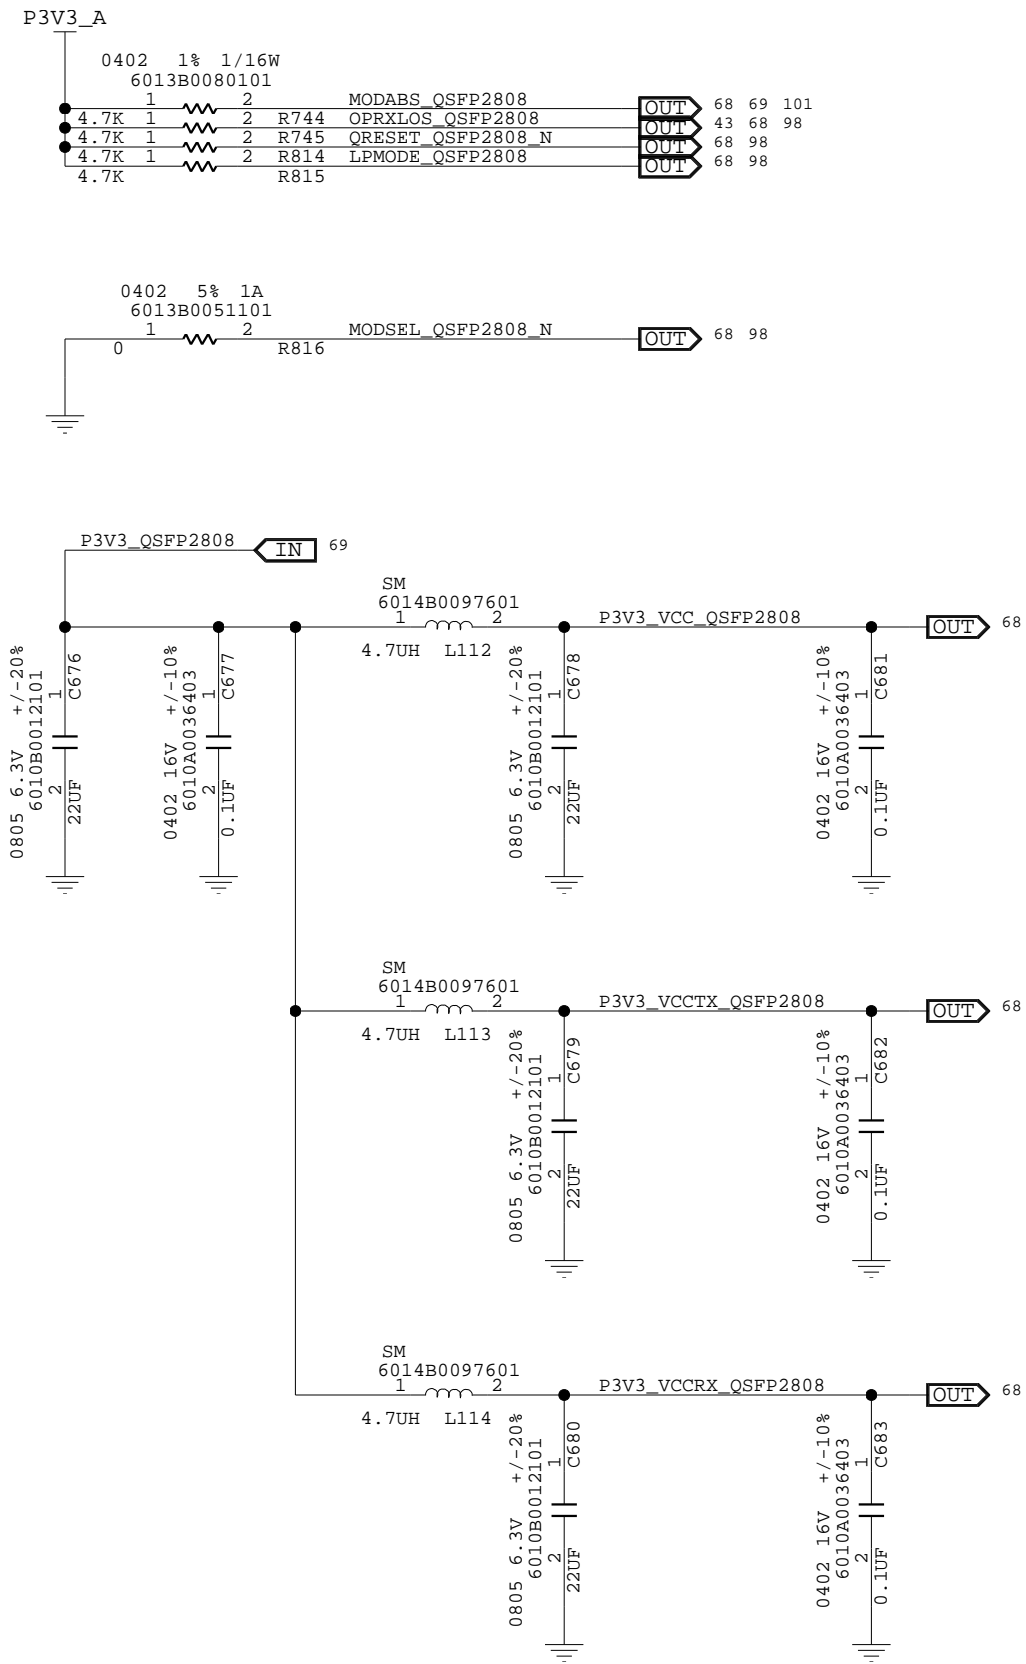 P3V3_A
0402 1% 1/16W
6013B0080101
1 2 MODABS_QSFP2808 OUT 68 69 101
4.7K 1 2 R744 OPRXLOS_QSFP2808 OUT 43 68 98
4.7K 1 2 R745 QRESET_QSFP2808_N OUT 68 98
4.7K 1 2 R814 LPMODE_QSFP2808 OUT 68 98
4.7K R815
0402 5% 1A
6013B0051101
1 2 MODSEL_QSFP2808_N OUT 68 98
0 R816
P3V3_QSFP2808 IN 69
SM
6014B0097601
1 2 P3V3_VCC_QSFP2808 OUT 68
4.7UH L112
0805 6.3V +/-20%
6010B0012101
1 2
C676
22UF
0402 16V +/-10%
6010A0036403
1 2
C677
0.1UF
0805 6.3V +/-20%
6010B0012101
1 2
C678
22UF
0402 16V +/-10%
6010A0036403
1 2
C681
0.1UF
SM
6014B0097601
1 2 P3V3_VCCTX_QSFP2808 OUT 68
4.7UH L113
0805 6.3V +/-20%
6010B0012101
1 2
C679
22UF
0402 16V +/-10%
6010A0036403
1 2
C682
0.1UF
SM
6014B0097601
1 2 P3V3_VCCRX_QSFP2808 OUT 68
4.7UH L114
0805 6.3V +/-20%
6010B0012101
1 2
C680
22UF
0402 16V +/-10%
6010A0036403
1 2
C683
0.1UF